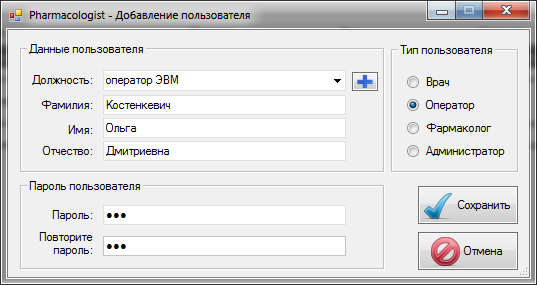 Pharmacologist - Добавление пользователя
Данные пользователя
Должность: оператор ЭВМ
Фамилия: Костенкевич
Имя: Ольга
Отчество: Дмитриевна
Тип пользователя
Врач
Оператор
Фармаколог
Администратор
Пароль пользователя
Пароль: •••
Повторите
пароль: •••
Сохранить
Отмена